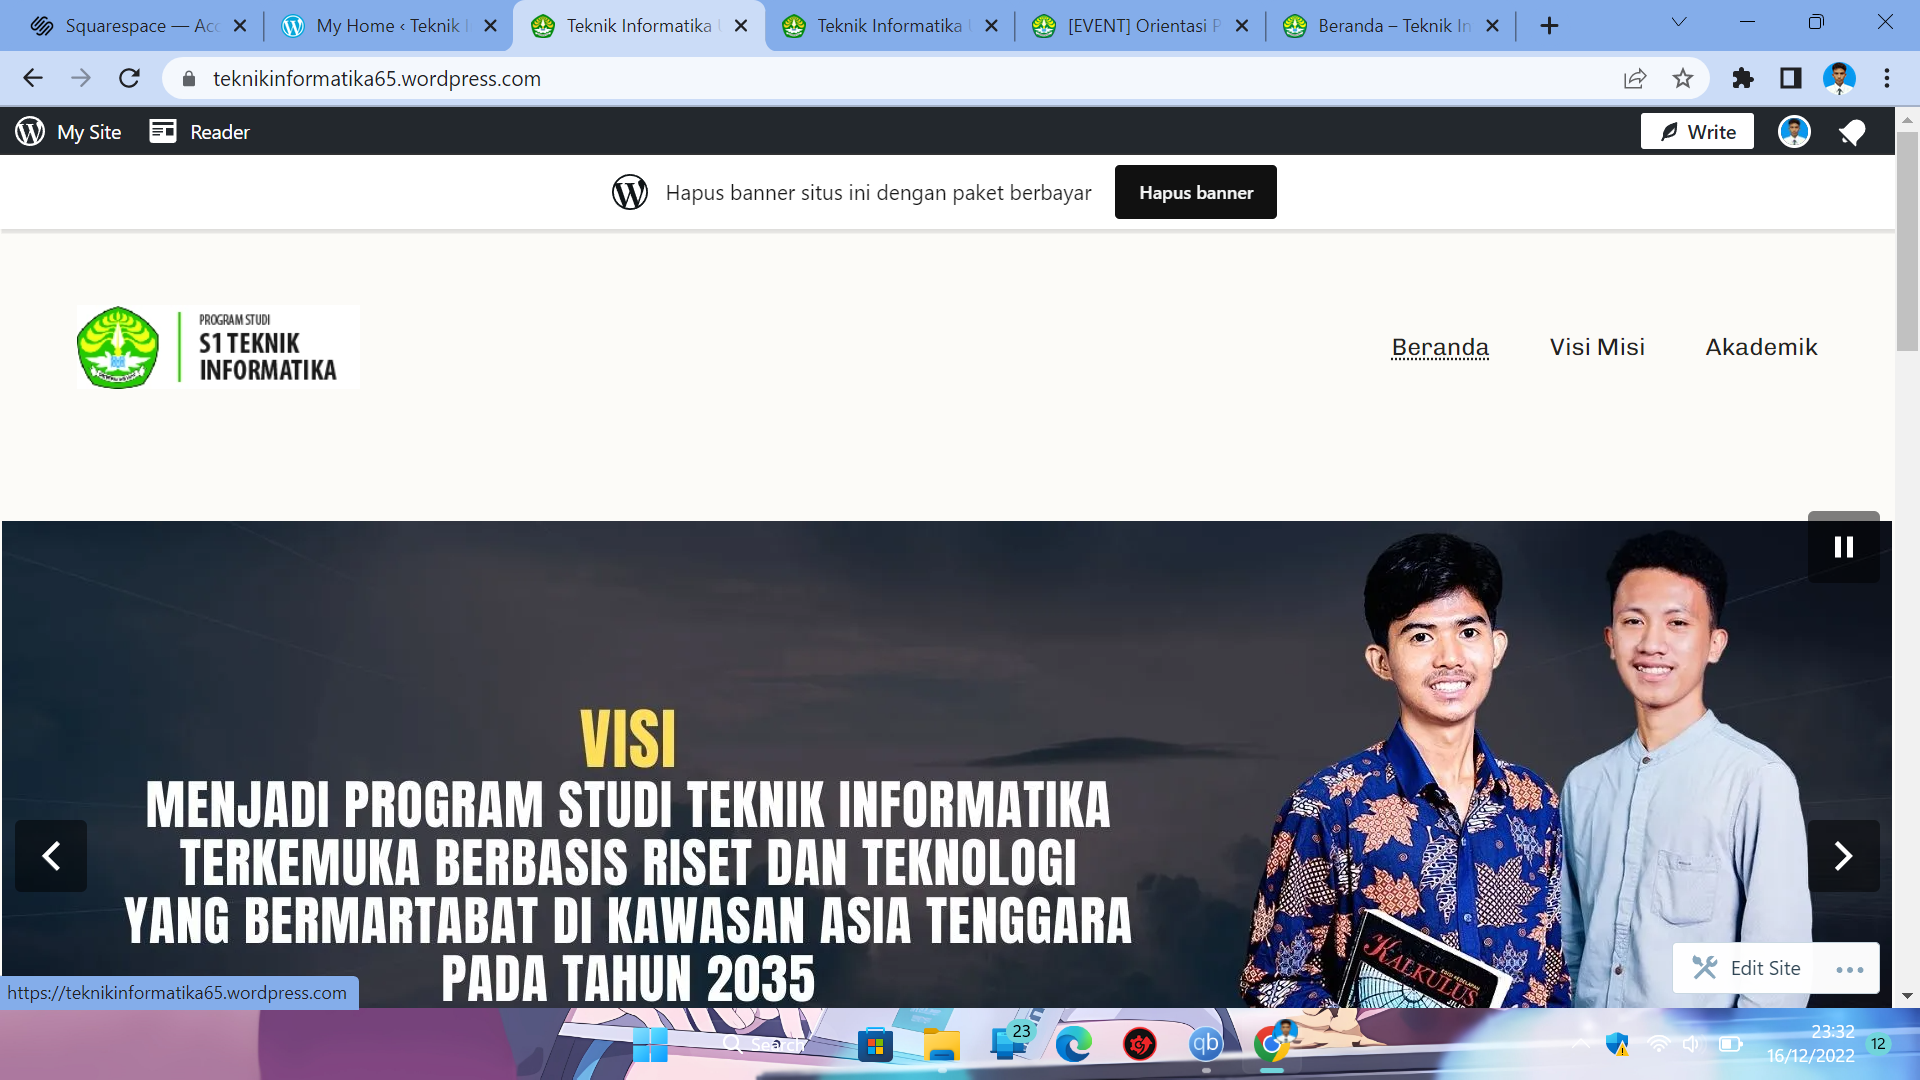 Squarespace — Acc
My Home ‹ Teknik I
Teknik Informatika U
Teknik Informatika U
[EVENT] Orientasi P
Beranda – Teknik In
teknikinformatika65.wordpress.com
My Site
Reader
Write
Hapus banner situs ini dengan paket berbayar
Hapus banner
PROGRAM STUDI
S1 TEKNIK
INFORMATIKA
Beranda
Visi Misi
Akademik
VISI
MENJADI PROGRAM STUDI TEKNIK INFORMATIKA
TERKEMUKA BERBASIS RISET DAN TEKNOLOGI
YANG BERMARTABAT DI KAWASAN ASIA TENGGARA
PADA TAHUN 2035
KALKULUS
Edit Site
https://teknikinformatika65.wordpress.com
Search
23
qb
23:32
16/12/2022
12